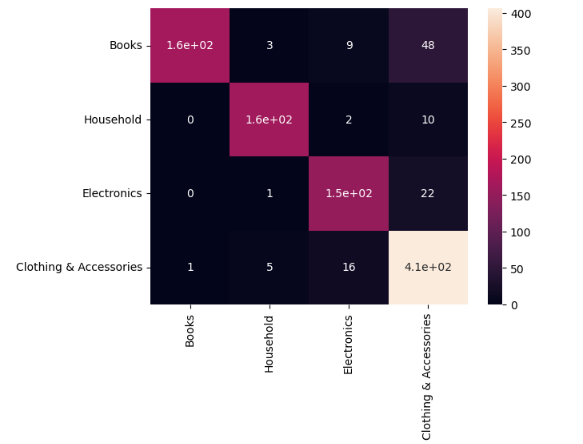 Books 1.6e+02 3 9 48
Household 0 1.6e+02 2 10
Electronics 0 1 1.5e+02 22
Clothing & Accessories 1 5 16 4.1e+02
Books
Household
Electronics
Clothing & Accessories
400
350
300
250
200
150
100
50
0